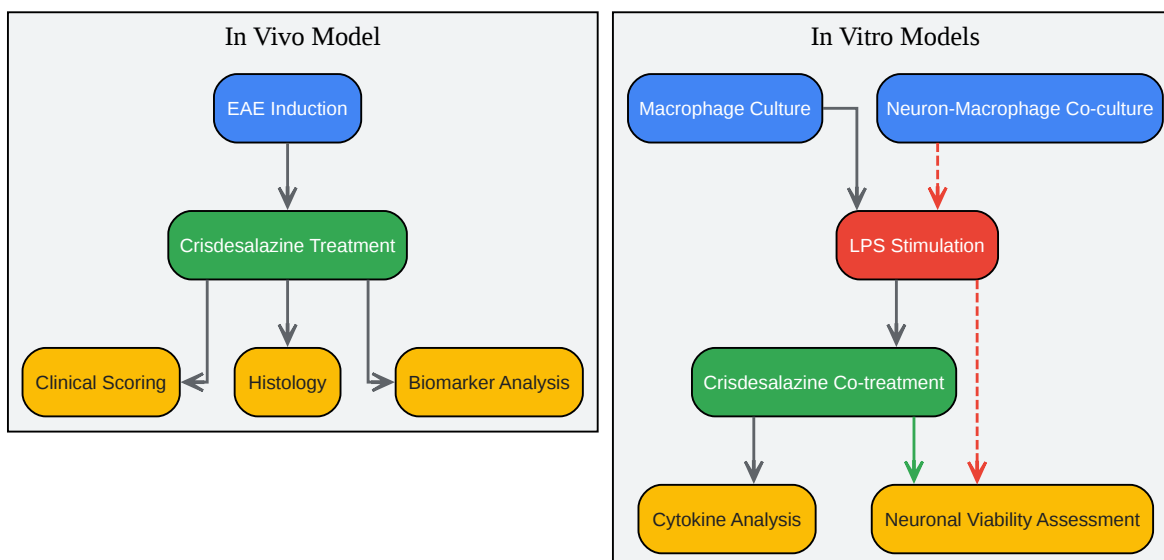 In Vivo Model
EAE Induction
Crisdesalazine Treatment
Clinical Scoring
Histology
Biomarker Analysis
In Vitro Models
Macrophage Culture
Neuron-Macrophage Co-culture
LPS Stimulation
Crisdesalazine Co-treatment
Cytokine Analysis
Neuronal Viability Assessment